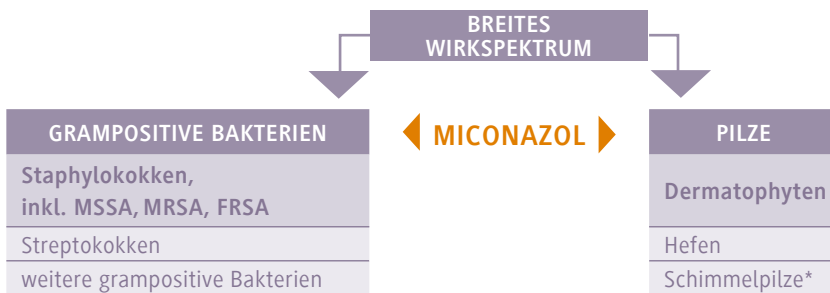 BREITES
WIRKSPEKTRUM
GRAMPOSITIVE BAKTERIEN
MICONAZOL
PILZE
Staphylokokken,
inkl. MSSA, MRSA, FRSA
Dermatophyten
Streptokokken
Hefen
weitere grampositive Bakterien
Schimmelpilze*